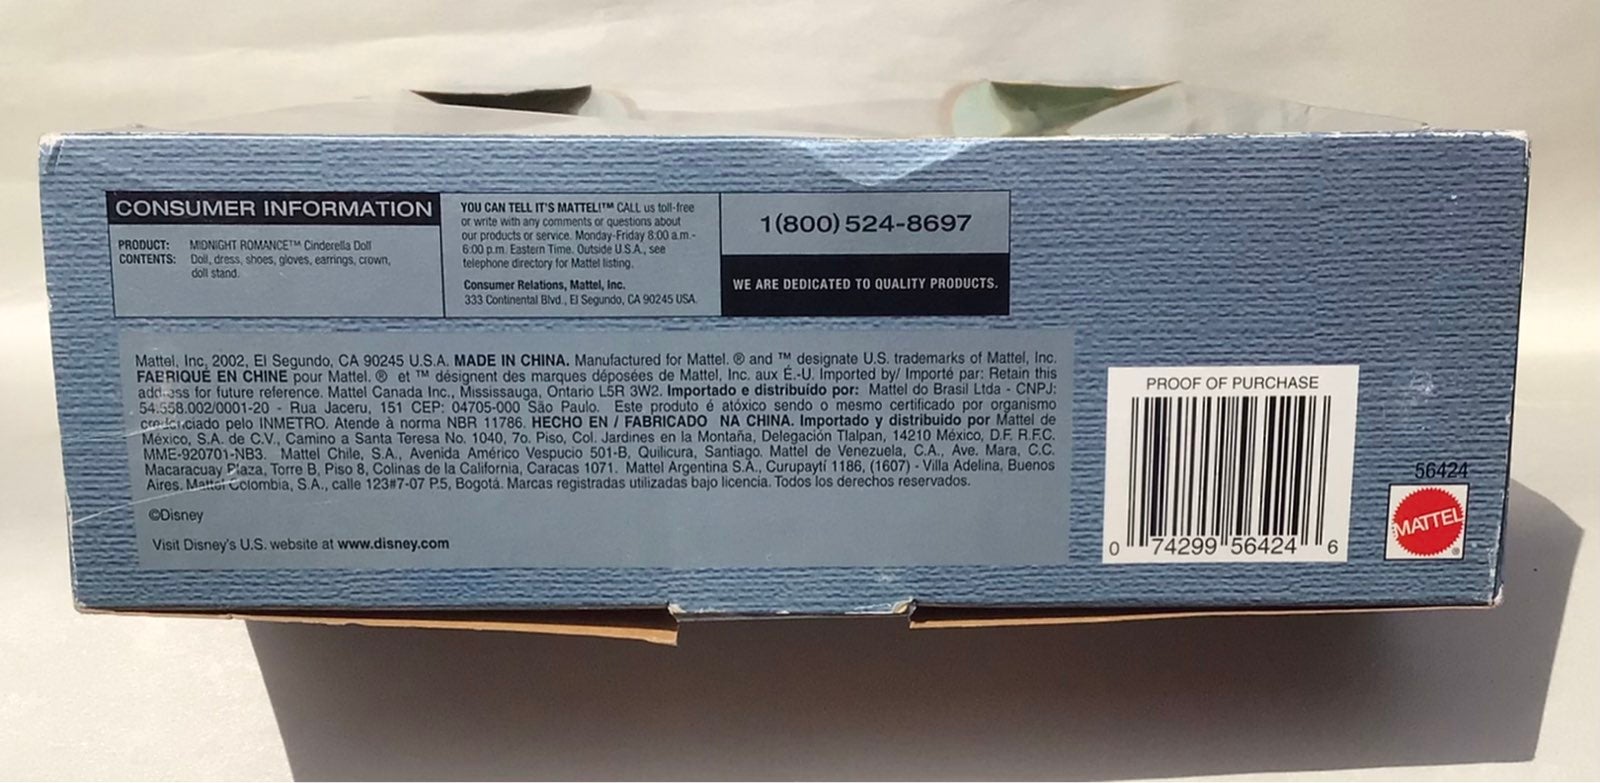 CONSUMER INFORMATION
PRODUCT: MIDNIGHT ROMANCE™ Cinderella Doll
CONTENTS: Doll, dress, shoes, gloves, earrings, crown,
doll stand.
YOU CAN TELL IT'S MATTEL!™ CALL us toll-free
or write with any comments or questions about
our products or service. Monday-Friday 8:00 a.m.-
6:00 p.m. Eastern Time. Outside U.S.A., see
telephone directory for Mattel listing.
Consumer Relations, Mattel, Inc.
333 Continental Blvd., El Segundo, CA 90245 USA.
1(800) 524-8697
WE ARE DEDICATED TO QUALITY PRODUCTS.
Mattel, Inc. 2002, El Segundo, CA 90245 U.S.A. MADE IN CHINA. Manufactured for Mattel. ® and ™ designate U.S. trademarks of Mattel, Inc.
FABRIQUÉ EN CHINE pour Mattel. ® et ™ désignent des marques déposées de Mattel, Inc. aux É.-U. Imported by/ Importé par: Retain this
address for future reference. Mattel Canada Inc., Mississauga, Ontario L5R 3W2. Importado e distribuído por: Mattel do Brasil Ltda - CNPJ:
54.558.002/0001-20 - Rua Jaceru, 151 CEP: 04705-000 São Paulo. Este produto é atóxico sendo o mesmo certificado por organismo
credenciado pelo INMETRO. Atende à norma NBR 11786. HECHO EN / FABRICADO NA CHINA. Importado y distribuido por Mattel de
México, S.A. de C.V., Camino a Santa Teresa No. 1040, 7o. Piso, Col. Jardines en la Montaña, Delegación Tlalpan, 14210 México, D.F. R.F.C.
MME-920701-NB3. Mattel Chile, S.A., Avenida Américo Vespucio 501-B, Quilicura, Santiago. Mattel de Venezuela, C.A., Ave. Mara, C.C.
Macaracuay Plaza, Torre B, Piso 8, Colinas de la California, Caracas 1071. Mattel Argentina S.A., Curupaytí 1186, (1607) - Villa Adelina, Buenos
Aires. Mattel Colombia, S.A., calle 123#7-07 P.5, Bogotá. Marcas registradas utilizadas bajo licencia. Todos los derechos reservados.
©Disney
Visit Disney's U.S. website at www.disney.com
PROOF OF PURCHASE
0 74299 56424 6
56424
MATTEL®